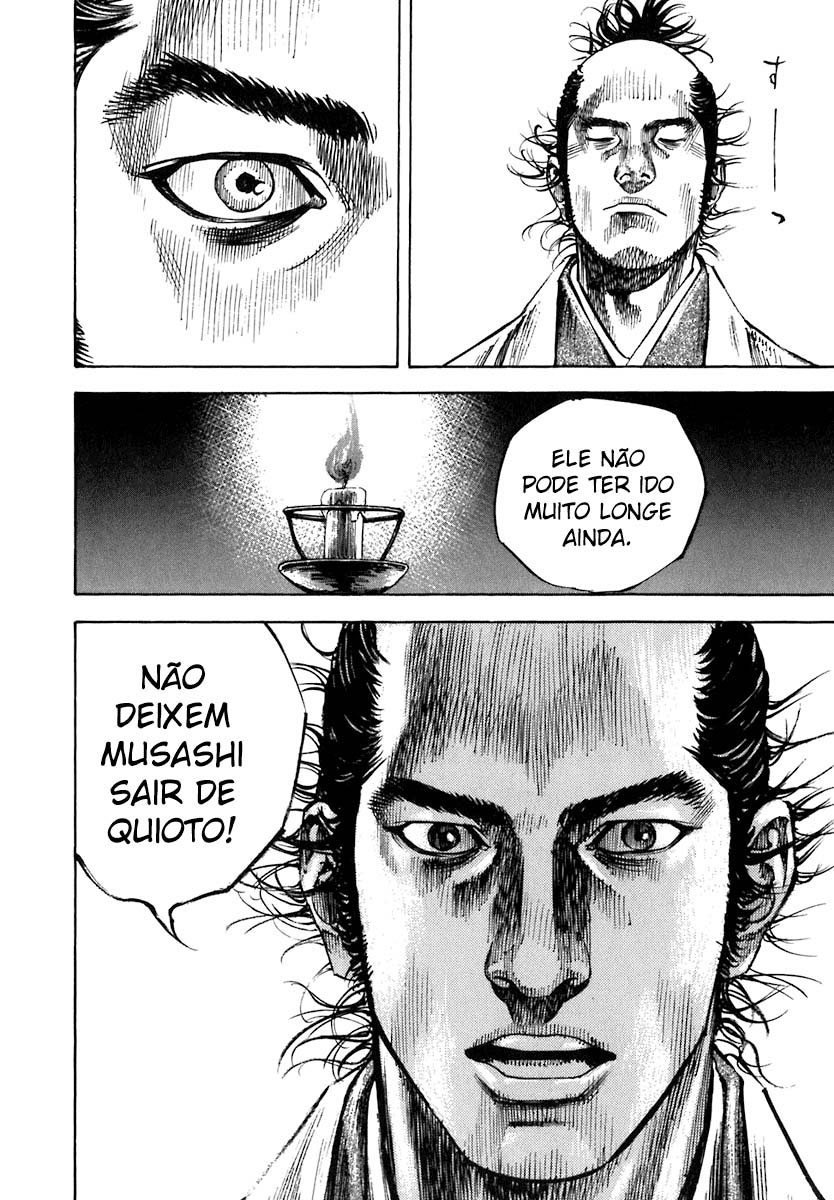 すーっ
ELE NÃO
PODE TER IDO
MUITO LONGE
AINDA.
NÃO
DEIXEM
MUSASHI
SAIR DE
QUIOTO!